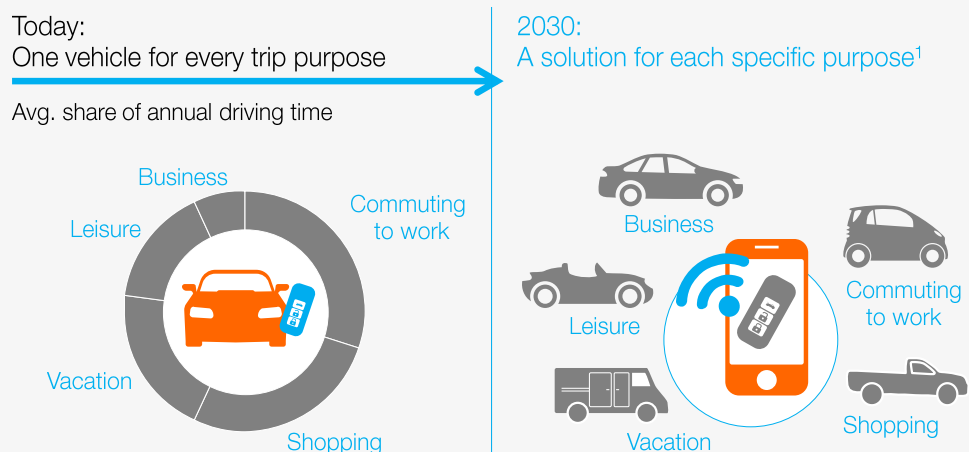 Today:
One vehicle for every trip purpose
Avg. share of annual driving time
Business
Commuting
to work
Leisure
Vacation
Shopping
2030:
A solution for each specific purpose¹
Business
Commuting
to work
Leisure
Shopping
Vacation